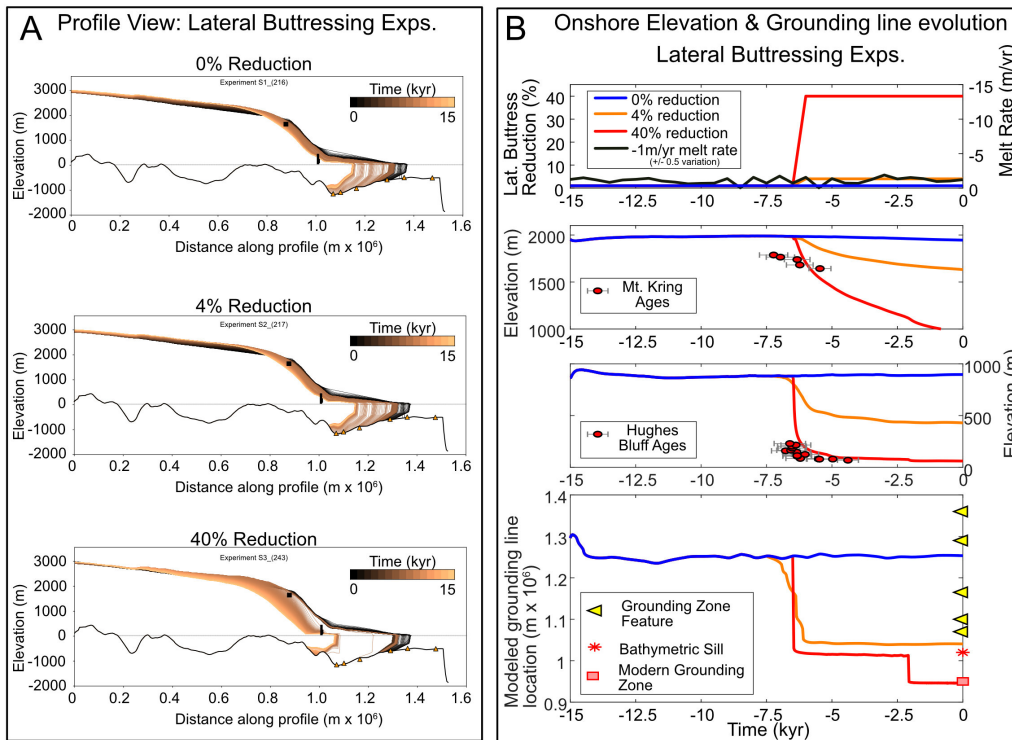 A Profile View: Lateral Buttressing Exps.
0% Reduction
Experiment S1_(216)
Time (kyr)
0 15
Elevation (m)
3000
2000
1000
0
-1000
-2000
0 0.2 0.4 0.6 0.8 1.0 1.2 1.4 1.6
Distance along profile (m x 10⁶)
4% Reduction
Experiment S2_(217)
Time (kyr)
0 15
Elevation (m)
3000
2000
1000
0
-1000
-2000
0 0.2 0.4 0.6 0.8 1.0 1.2 1.4 1.6
Distance along profile (m x 10⁶)
40% Reduction
Experiment S3_(243)
Time (kyr)
0 15
Elevation (m)
3000
2000
1000
0
-1000
-2000
0 0.2 0.4 0.6 0.8 1.0 1.2 1.4 1.6
Distance along profile (m x 10⁶)
B Onshore Elevation & Grounding line evolution
Lateral Buttressing Exps.
Lat. Buttress
Reduction (%)
40
30
20
10
0
0% reduction
4% reduction
40% reduction
-1m/yr melt rate
(+/- 0.5 variation)
-15
-10
-5
0
Melt Rate (m/yr)
-15 -12.5 -10 -7.5 -5 -2.5 0
Elevation (m)
2000
1500
1000
Mt. Kring
Ages
-15 -12.5 -10 -7.5 -5 -2.5 0
1000
500
0
Elevation (m)
Hughes
Bluff Ages
-15 -12.5 -10 -7.5 -5 -2.5 0
Modeled grounding line
location (m x 10⁶)
1.4
1.3
1.2
1.1
1
0.9
Grounding Zone
Feature
Bathymetric Sill
Modern Grounding
Zone
-15 -12.5 -10 -7.5 -5 -2.5 0
Time (kyr)